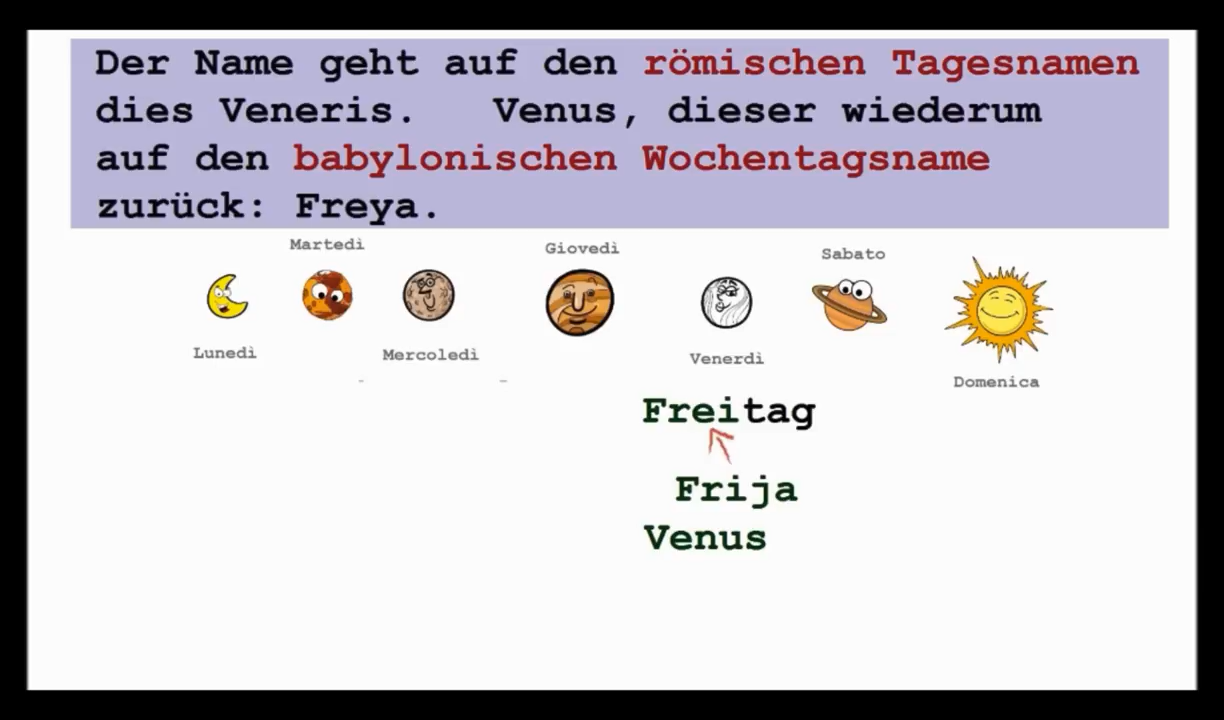 Der Name geht auf den römischen Tagesnamen
dies Veneris. Venus, dieser wiederum
auf den babylonischen Wochentagsname
zurück: Freya.
Martedì
Giovedì
Sabato
Lunedì
Mercoledì
Venerdì
Domenica
Freitag
Frija
Venus